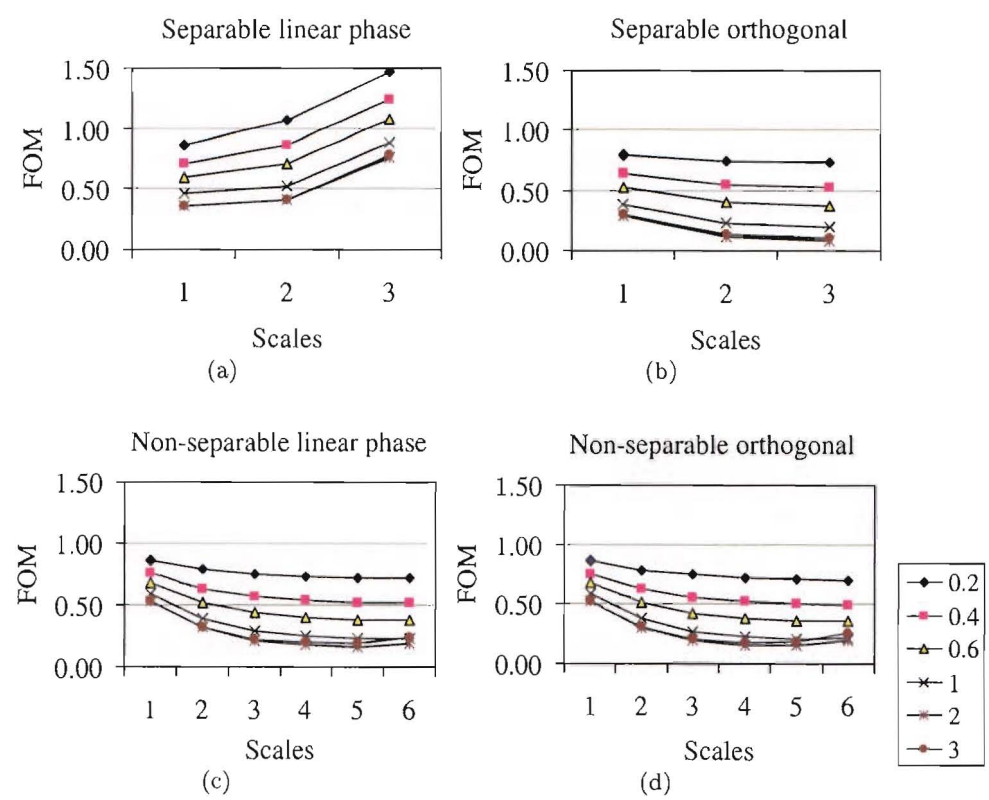 Separable linear phase
1.50
1.00
0.50
0.00
FOM
1 2 3
Scales
(a)
Separable orthogonal
1.50
1.00
0.50
0.00
FOM
1 2 3
Scales
(b)
Non-separable linear phase
1.50
1.00
0.50
0.00
FOM
1 2 3 4 5 6
Scales
(c)
Non-separable orthogonal
1.50
1.00
0.50
0.00
FOM
1 2 3 4 5 6
Scales
(d)
0.2
0.4
0.6
1
2
3